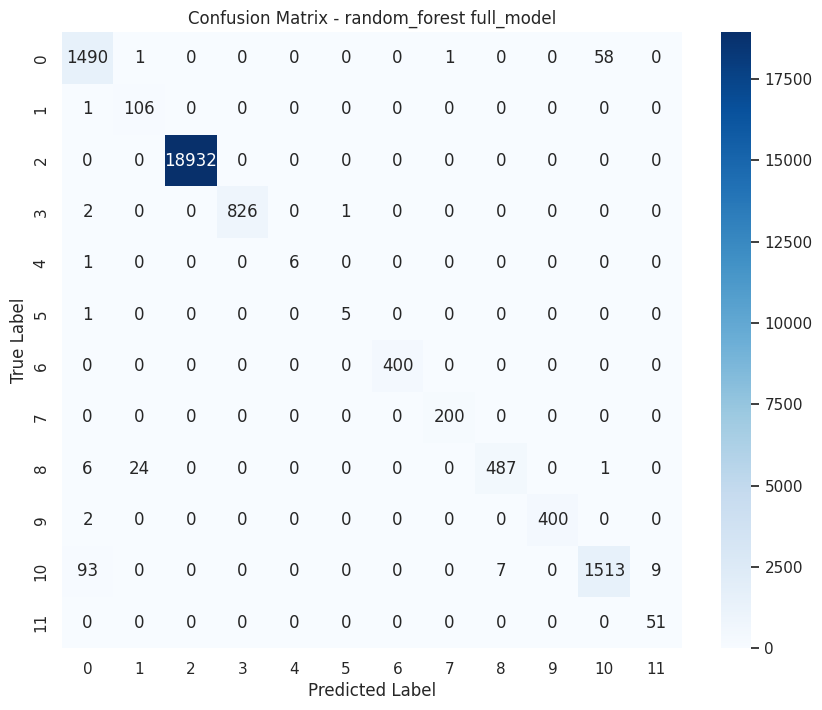 Confusion Matrix - random_forest full_model
True Label
0 1490 1 0 0 0 0 0 1 0 0 58 0
1 1 106 0 0 0 0 0 0 0 0 0 0
2 0 0 18932 0 0 0 0 0 0 0 0 0
3 2 0 0 826 0 1 0 0 0 0 0 0
4 1 0 0 0 6 0 0 0 0 0 0 0
5 1 0 0 0 0 5 0 0 0 0 0 0
6 0 0 0 0 0 0 400 0 0 0 0 0
7 0 0 0 0 0 0 0 200 0 0 0 0
8 6 24 0 0 0 0 0 0 487 0 1 0
9 2 0 0 0 0 0 0 0 0 400 0 0
10 93 0 0 0 0 0 0 0 7 0 1513 9
11 0 0 0 0 0 0 0 0 0 0 0 51
0 1 2 3 4 5 6 7 8 9 10 11
Predicted Label
17500
15000
12500
10000
7500
5000
2500
0